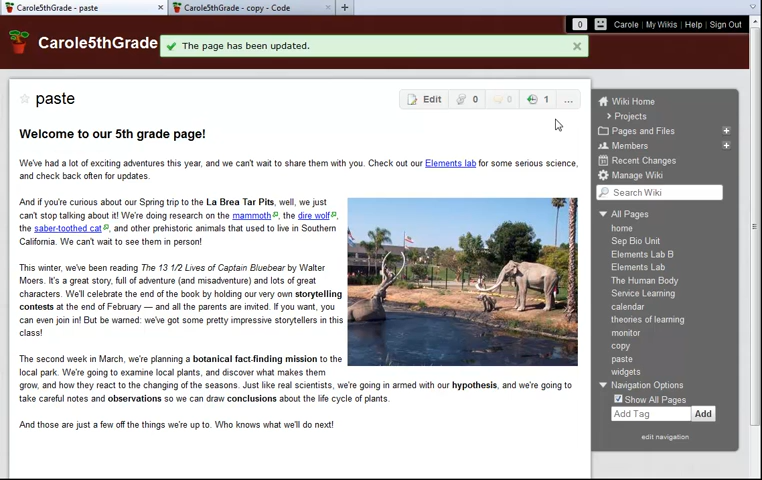 Carole5thGrade - paste
Carole5thGrade - copy - Code
0 Carole | My Wikis | Help | Sign Out
Carole5thGrade
The page has been updated.
paste
Edit 0 0 1 ...
Welcome to our 5th grade page!
We've had a lot of exciting adventures this year, and we can't wait to share them with you. Check out our Elements lab for some serious science,
and check back often for updates.
And if you're curious about our Spring trip to the La Brea Tar Pits, well, we just
can't stop talking about it! We're doing research on the mammoth, the dire wolf,
the saber-toothed cat, and other prehistoric animals that used to live in Southern
California. We can't wait to see them in person!
This winter, we've been reading The 13 1/2 Lives of Captain Bluebear by Walter
Moers. It's a great story, full of adventure (and misadventure) and lots of great
characters. We'll celebrate the end of the book by holding our very own storytelling
contests at the end of February — and all the parents are invited. If you want, you
can even join in! But be warned: we've got some pretty impressive storytellers in this
class!
The second week in March, we're planning a botanical fact-finding mission to the
local park. We're going to examine local plants, and discover what makes them
grow, and how they react to the changing of the seasons. Just like real scientists, we're going in armed with our hypothesis, and we're going to
take careful notes and observations so we can draw conclusions about the life cycle of plants.
And those are just a few off the things we're up to. Who knows what we'll do next!
Wiki Home
Projects
Pages and Files
Members
Recent Changes
Manage Wiki
Search Wiki
All Pages
home
Sep Bio Unit
Elements Lab B
Elements Lab
The Human Body
Service Learning
calendar
theories of learning
monitor
copy
paste
widgets
Navigation Options
Show All Pages
Add Tag Add
edit navigation